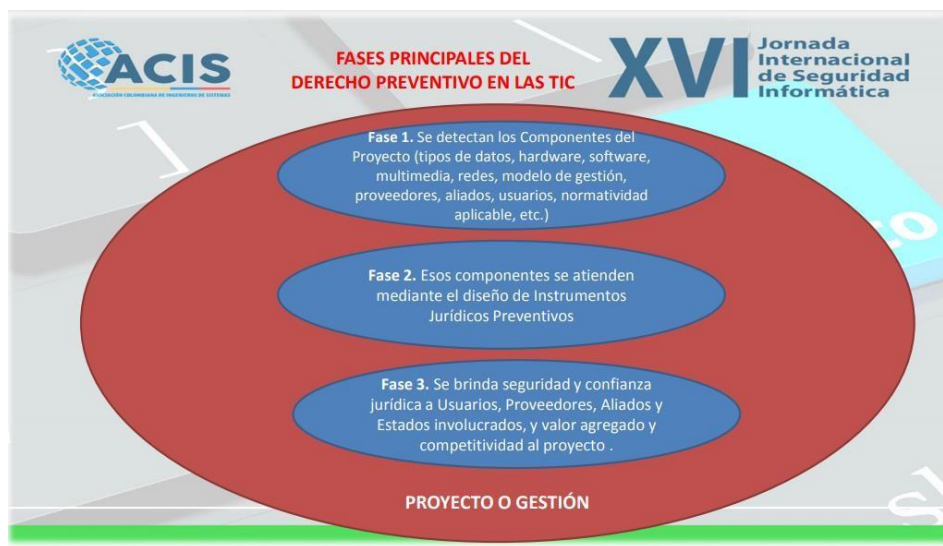 ACIS
ASOCIACIÓN COLOMBIANA DE INGENIEROS DE SISTEMAS
FASES PRINCIPALES DEL
DERECHO PREVENTIVO EN LAS TIC
XVI Jornada
Internacional
de Seguridad
Informática
Fase 1. Se detectan los Componentes del
Proyecto (tipos de datos, hardware, software,
multimedia, redes, modelo de gestión,
proveedores, aliados, usuarios, normatividad
aplicable, etc.)
Fase 2. Esos componentes se atienden
mediante el diseño de Instrumentos
Jurídicos Preventivos
Fase 3. Se brinda seguridad y confianza
jurídica a Usuarios, Proveedores, Aliados y
Estados involucrados, y valor agregado y
competitividad al proyecto .
PROYECTO O GESTIÓN